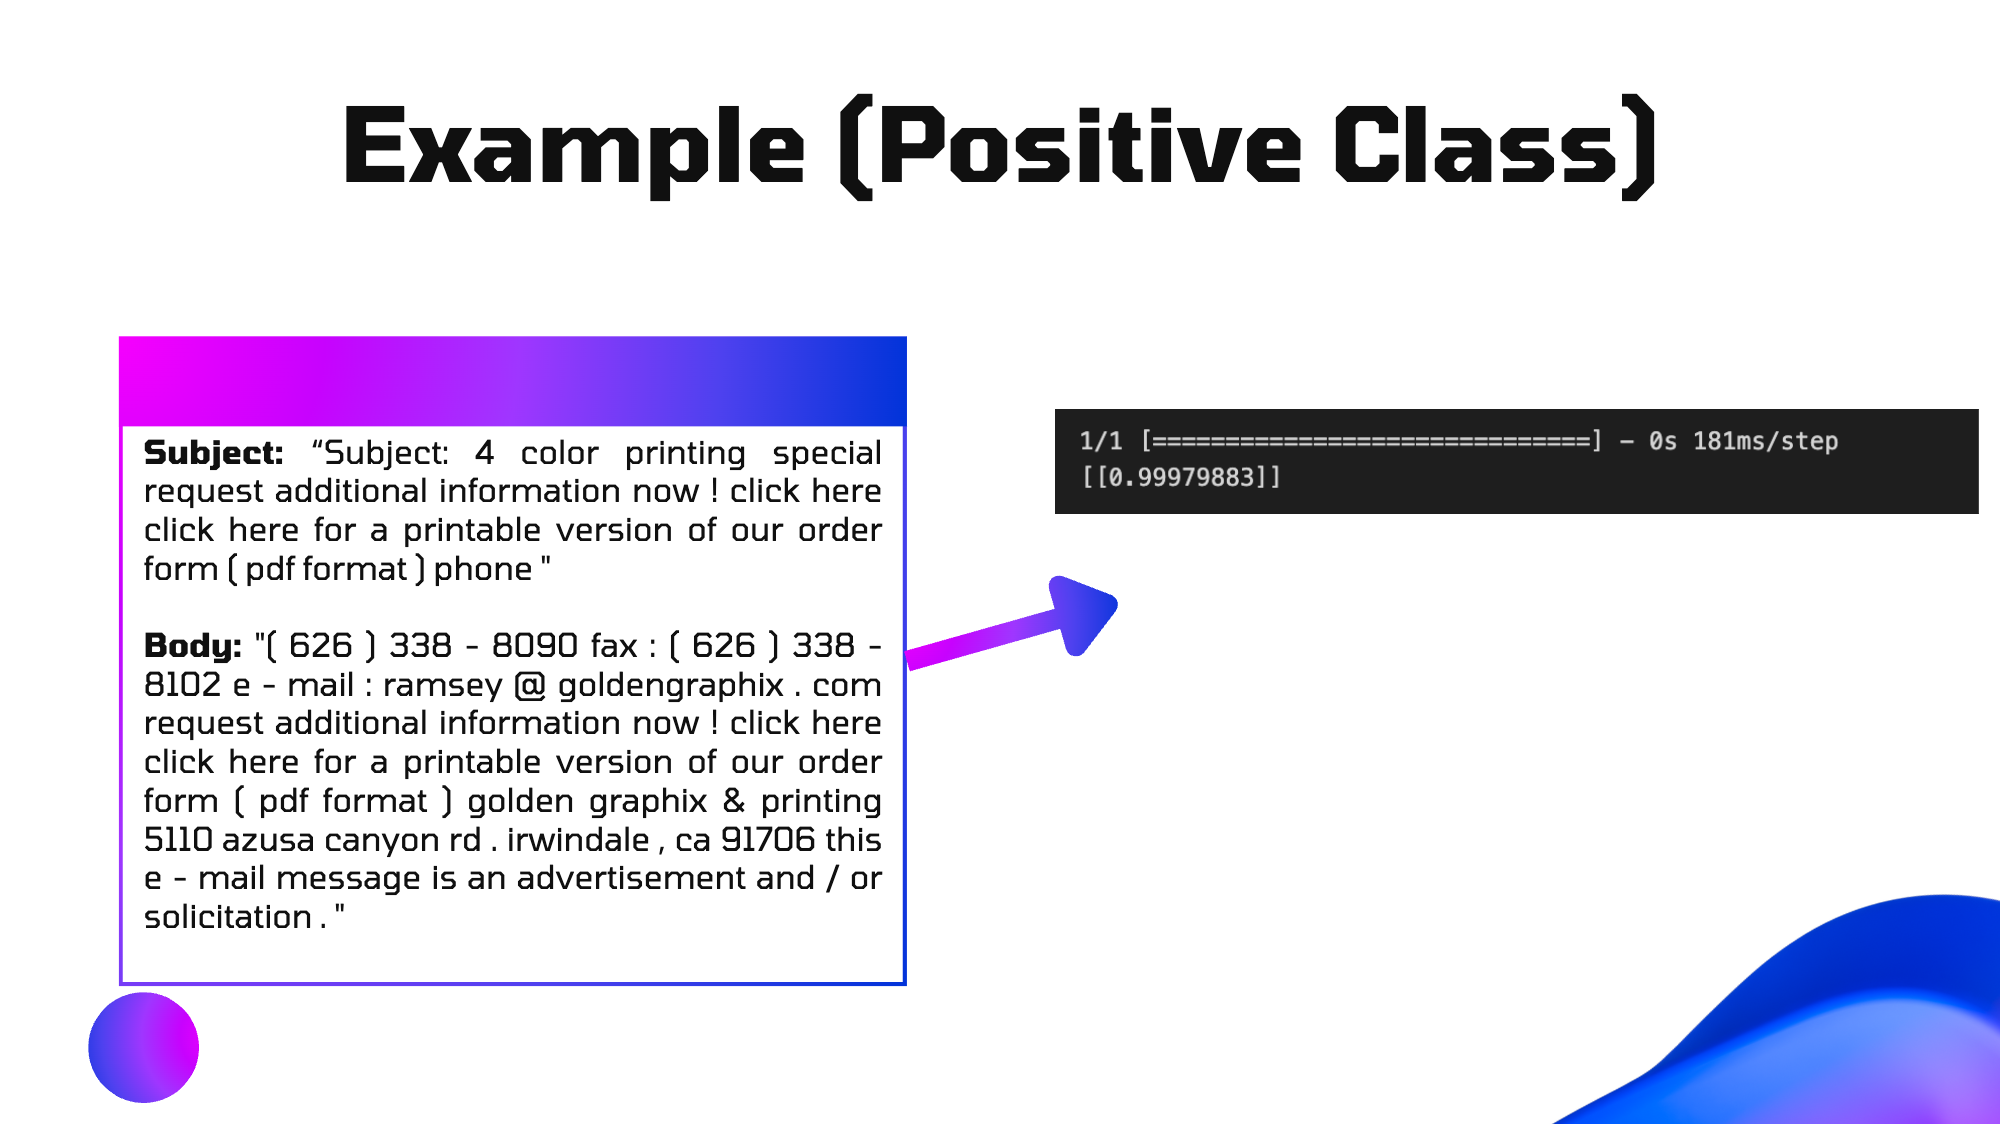 Example (Positive Class)
Subject: “Subject: 4 color printing special
request additional information now ! click here
click here for a printable version of our order
form ( pdf format ) phone "
Body: "( 626 ) 338 - 8090 fax : ( 626 ) 338 -
8102 e - mail : ramsey @ goldengraphix . com
request additional information now ! click here
click here for a printable version of our order
form ( pdf format ) golden graphix & printing
5110 azusa canyon rd . irwindale , ca 91706 this
e - mail message is an advertisement and / or
solicitation . "
1/1 [==============================] - 0s 181ms/step
[[0.99979883]]